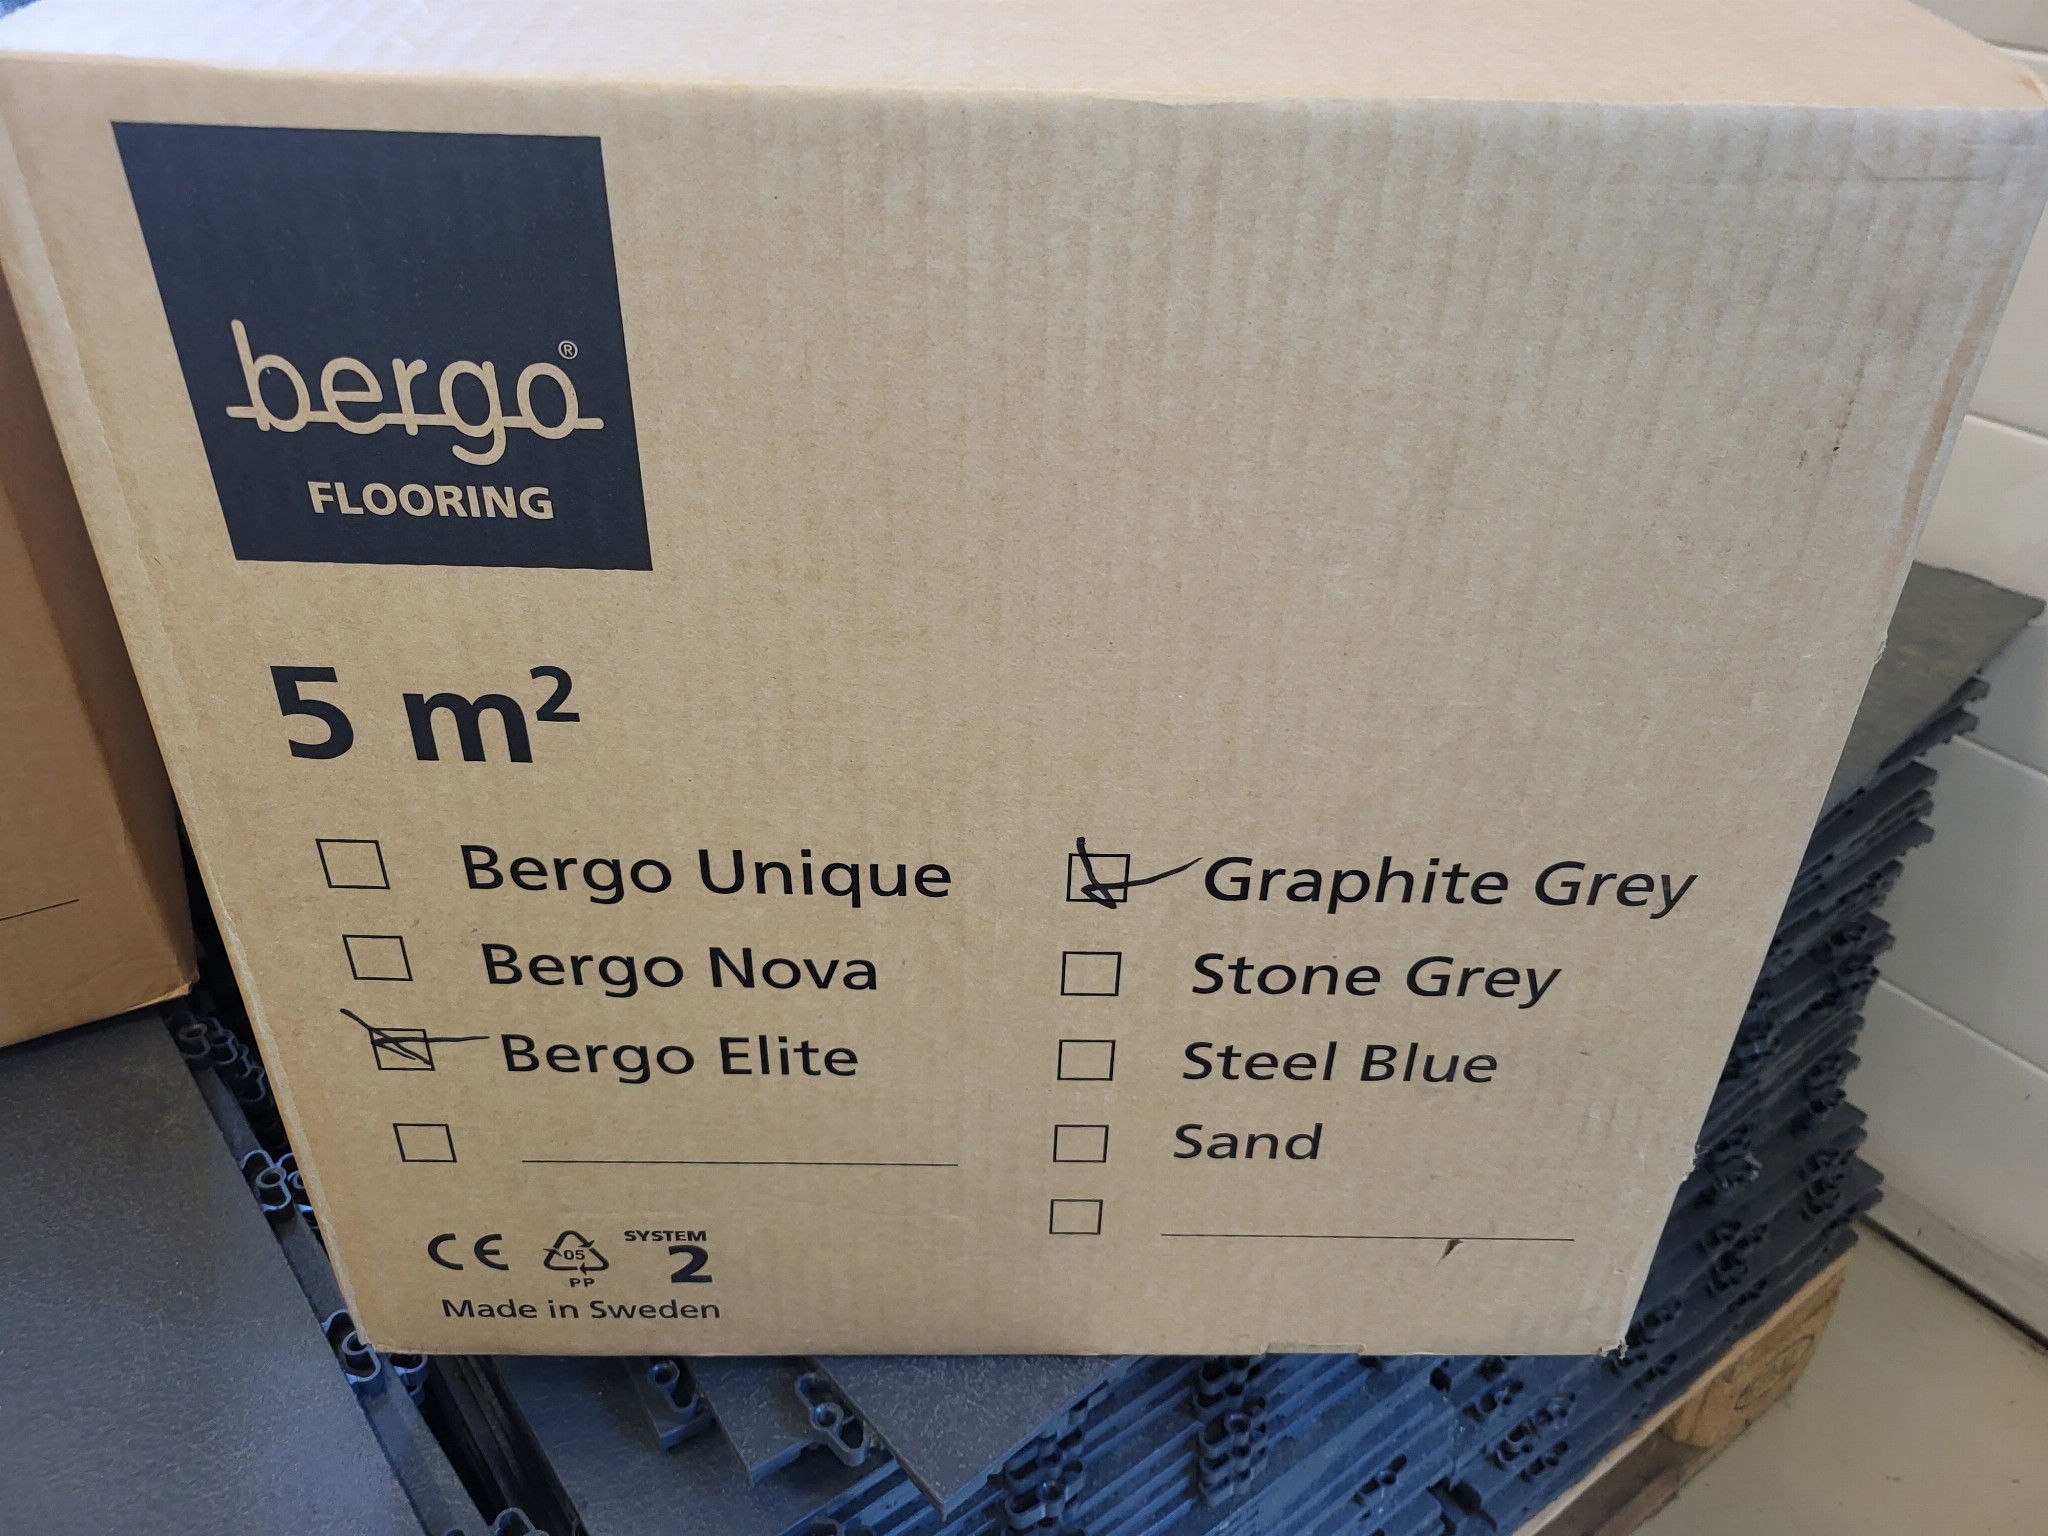 bergo®
FLOORING
5 m²
Bergo Unique
Bergo Nova
Bergo Elite
Graphite Grey
Stone Grey
Steel Blue
Sand
CE
05
PP
SYSTEM
2
Made in Sweden